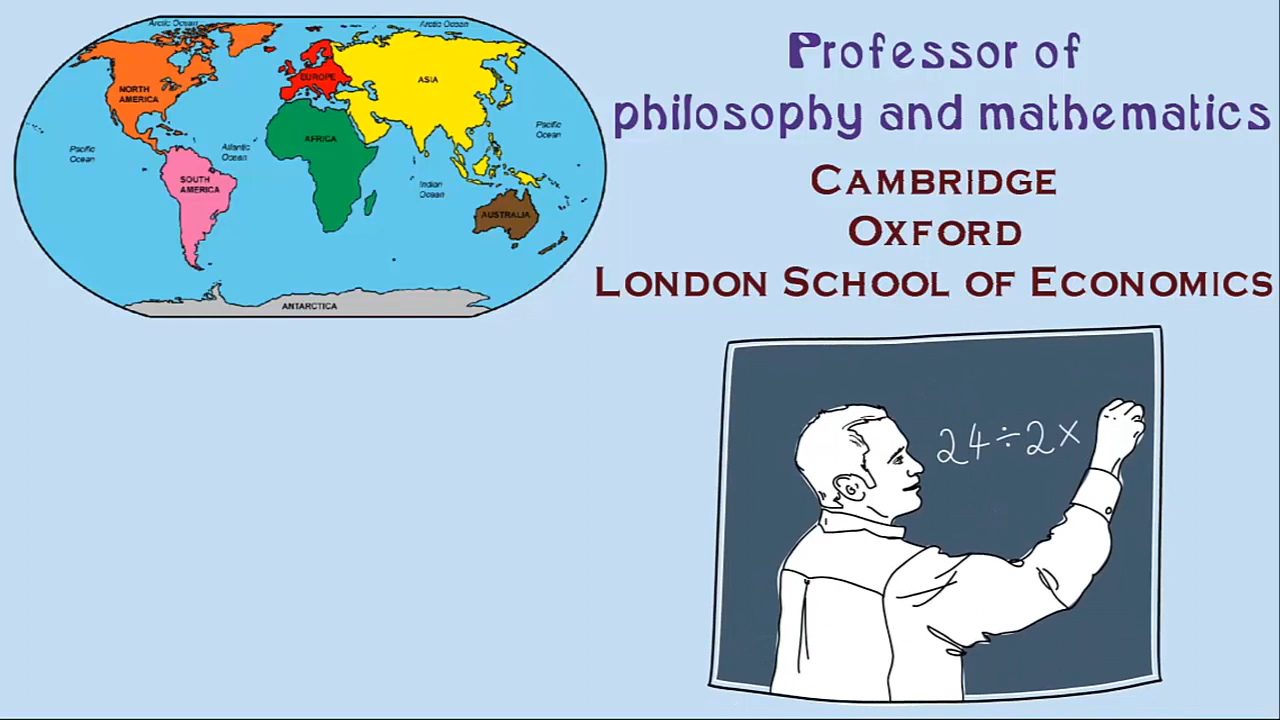 Arctic Ocean
Arctic Ocean
NORTH
AMERICA
EUROPE
ASIA
Pacific
Ocean
Atlantic
Ocean
AFRICA
Pacific
Ocean
SOUTH
AMERICA
Indian
Ocean
AUSTRALIA
ANTARCTICA
Professor of
philosophy and mathematics
CAMBRIDGE
OXFORD
LONDON SCHOOL OF ECONOMICS
24÷2×